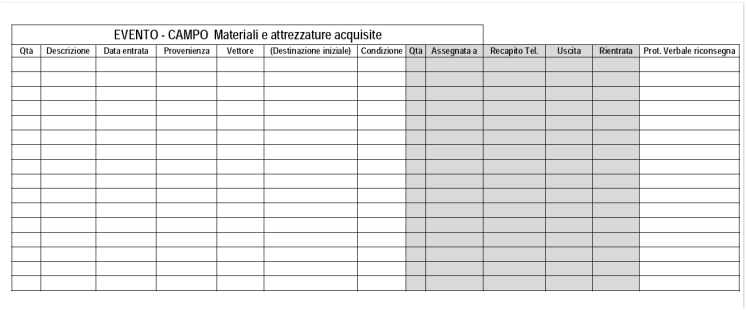 EVENTO - CAMPO Materiali e attrezzature acquisite
Qtà Descrizione Data entrata Provenienza Vettore (Destinazione iniziale) Condizione Qtà Assegnata a Recapito Tel. Uscita Rientrata Prot. Verbale riconsegna